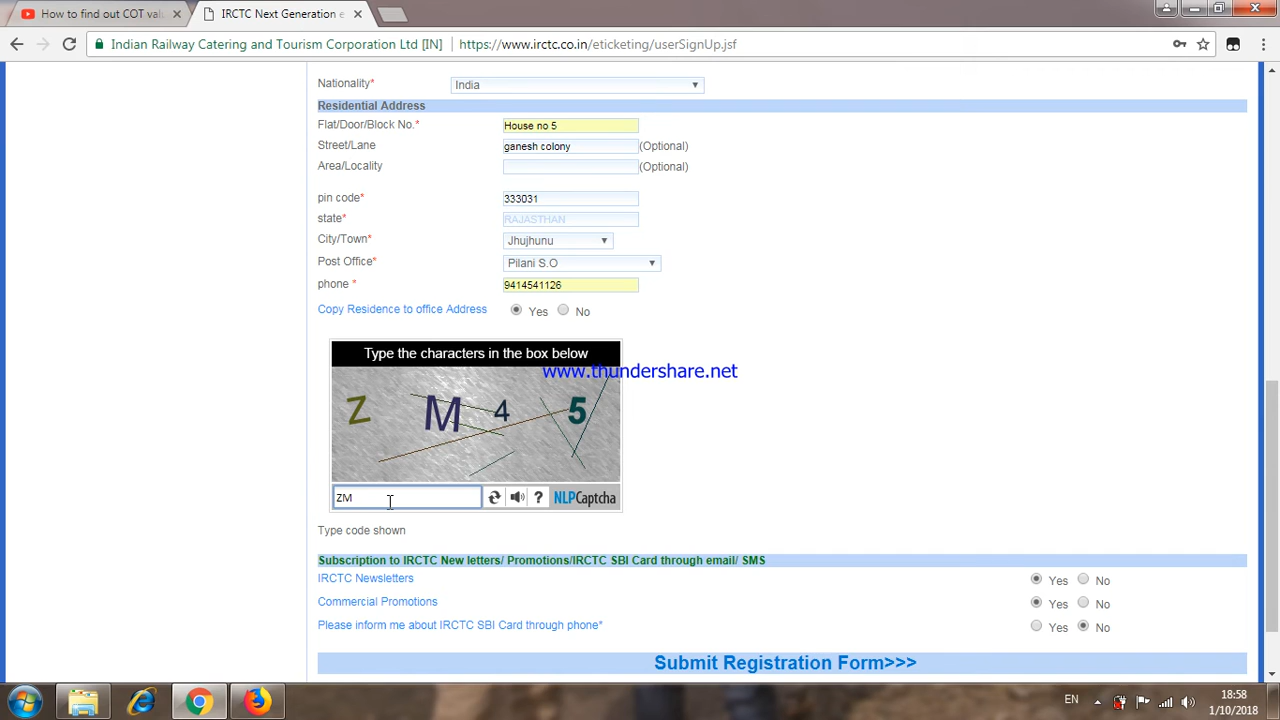 How to find out COT val
IRCTC Next Generation e
Indian Railway Catering and Tourism Corporation Ltd [IN]
https://www.irctc.co.in/eticketing/userSignUp.jsf
Nationality*
India
Residential Address
Flat/Door/Block No.*
House no 5
Street/Lane
ganesh colony
(Optional)
Area/Locality
(Optional)
pin code*
333031
state*
RAJASTHAN
City/Town*
Jhujhunu
Post Office*
Pilani S.O
phone *
9414541126
Copy Residence to office Address
Yes
No
Type the characters in the box below
www.thundershare.net
Z M 4 5
ZM
?
NLPCaptcha
Type code shown
Subscription to IRCTC New letters/ Promotions/IRCTC SBI Card through email/ SMS
IRCTC Newsletters
Yes
No
Commercial Promotions
Yes
No
Please inform me about IRCTC SBI Card through phone*
Yes
No
Submit Registration Form>>>
EN
18:58
1/10/2018